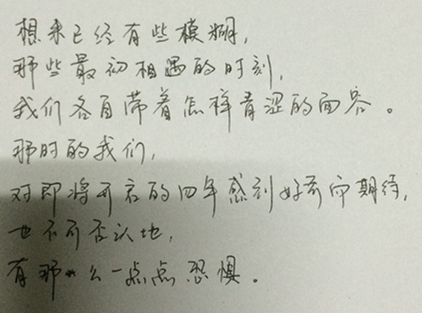 想来已经有些模糊,
那些最初相遇的时刻,
我们各自带着怎样青涩的面容。
那时的我们,
对即将开启的四年感到好奇而期待,
也不可否认地,
有那么一点点恐惧。